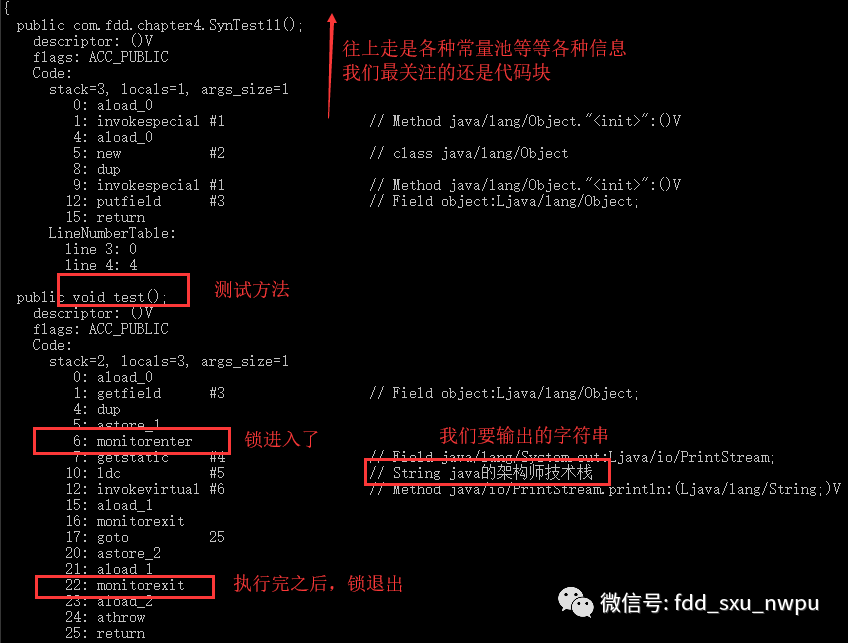 {
public com.fdd.chapter4.SynTest11();
descriptor: ()V
flags: ACC_PUBLIC
Code:
stack=3, locals=1, args_size=1
0: aload_0
1: invokespecial #1 // Method java/lang/Object."<init>":()V
4: aload_0
5: new #2 // class java/lang/Object
8: dup
9: invokespecial #1 // Method java/lang/Object."<init>":()V
12: putfield #3 // Field object:Ljava/lang/Object;
15: return
LineNumberTable:
line 3: 0
line 4: 4
往上走是各种常量池等等各种信息
我们最关注的还是代码块
public void test();
测试方法
descriptor: ()V
flags: ACC_PUBLIC
Code:
stack=2, locals=3, args_size=1
0: aload_0
1: getfield #3 // Field object:Ljava/lang/Object;
4: dup
5: astore_1
6: monitorenter
锁进入了
我们要输出的字符串
7: getstatic #4 // Field java/lang/System.out:Ljava/io/PrintStream;
10: ldc #5 // String java的架构师技术栈
12: invokevirtual #6 // Method java/io/PrintStream.println:(Ljava/lang/String;)V
15: aload_1
16: monitorexit
17: goto 25
20: astore_2
21: aload_1
22: monitorexit
执行完之后，锁退出
23: aload_2
24: athrow
25: return
微信号: fdd_sxu_nwpu